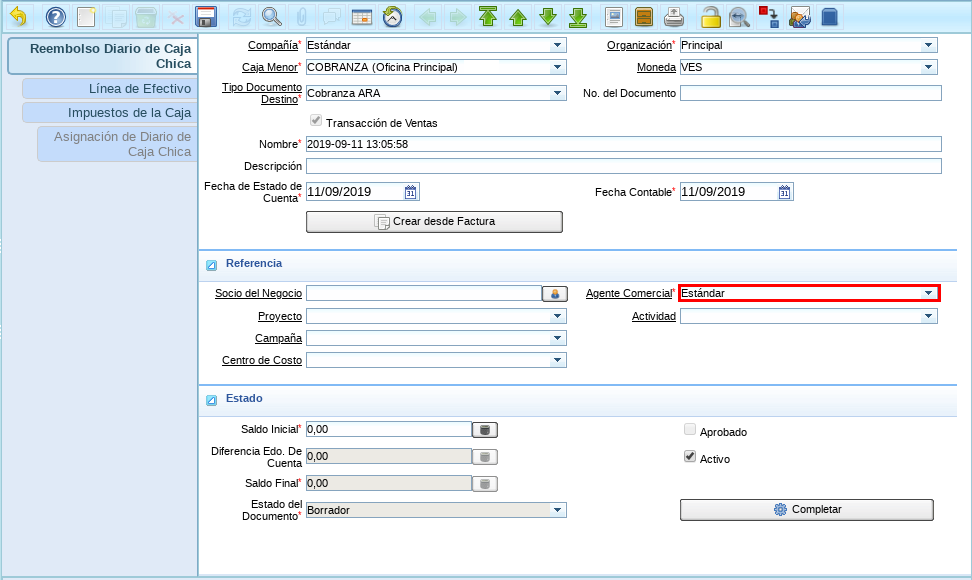 Reembolso Diario de Caja
Chica
Línea de Efectivo
Impuestos de la Caja
Asignación de Diario de
Caja Chica
Compañía* Estándar Organización* Principal
Caja Menor* COBRANZA (Oficina Principal) Moneda VES
Tipo Documento
Destino* Cobranza ARA No. del Documento
Transacción de Ventas
Nombre* 2019-09-11 13:05:58
Descripción
Fecha de Estado de
Cuenta* 11/09/2019 31 Fecha Contable* 11/09/2019 31
Crear desde Factura
Referencia
Socio del Negocio Agente Comercial* Estándar
Proyecto Actividad
Campaña
Centro de Costo
Estado
Saldo Inicial* 0,00 Aprobado
Diferencia Edo. De
Cuenta 0,00 Activo
Saldo Final* 0,00
Estado del
Documento* Borrador Completar